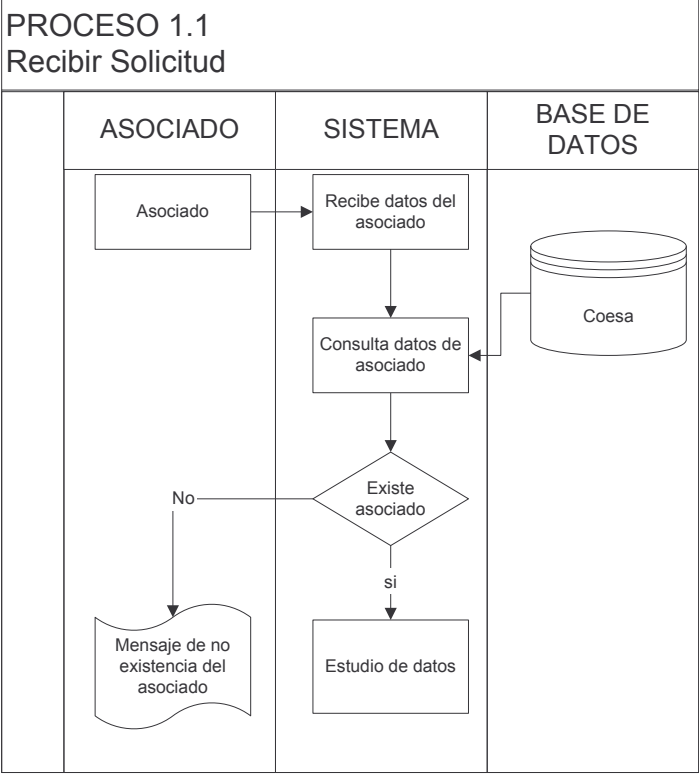 PROCESO 1.1
Recibir Solicitud
ASOCIADO
SISTEMA
BASE DE
DATOS
Asociado
Recibe datos del
asociado
Coesa
Consulta datos de
asociado
Existe
asociado
No
si
Mensaje de no
existencia del
asociado
Estudio de datos